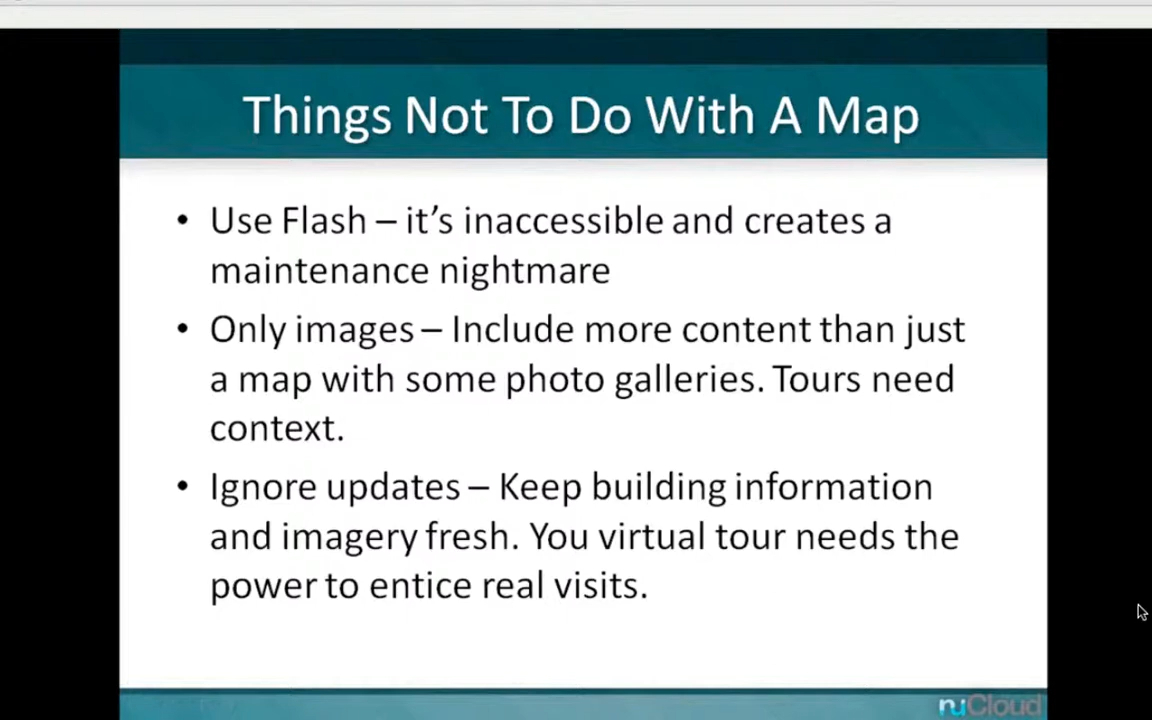 Things Not To Do With A Map
• Use Flash – it’s inaccessible and creates a
maintenance nightmare
• Only images – Include more content than just
a map with some photo galleries. Tours need
context.
• Ignore updates – Keep building information
and imagery fresh. You virtual tour needs the
power to entice real visits.
nuCloud